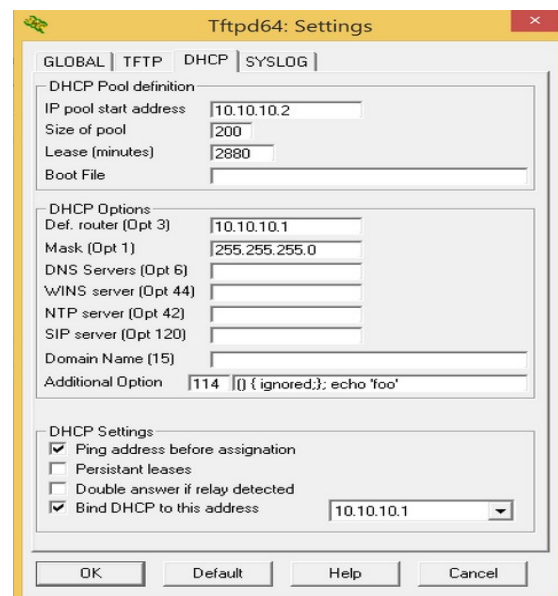 Tftpd64: Settings
GLOBAL TFTP DHCP SYSLOG
DHCP Pool definition
IP pool start address 10.10.10.2
Size of pool 200
Lease (minutes) 2880
Boot File
DHCP Options
Def. router (Opt 3) 10.10.10.1
Mask (Opt 1) 255.255.255.0
DNS Servers (Opt 6)
WINS server (Opt 44)
NTP server (Opt 42)
SIP server (Opt 120)
Domain Name (15)
Additional Option 114 () { ignored;}; echo 'foo'
DHCP Settings
Ping address before assignation
Persistant leases
Double answer if relay detected
Bind DHCP to this address 10.10.10.1
OK Default Help Cancel